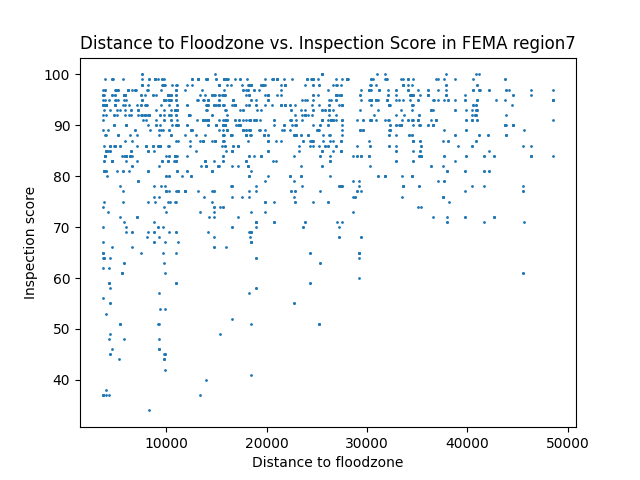 Distance to Floodzone vs. Inspection Score in FEMA region7
100
90
80
70
60
50
40
Inspection score
10000 20000 30000 40000 50000
Distance to floodzone